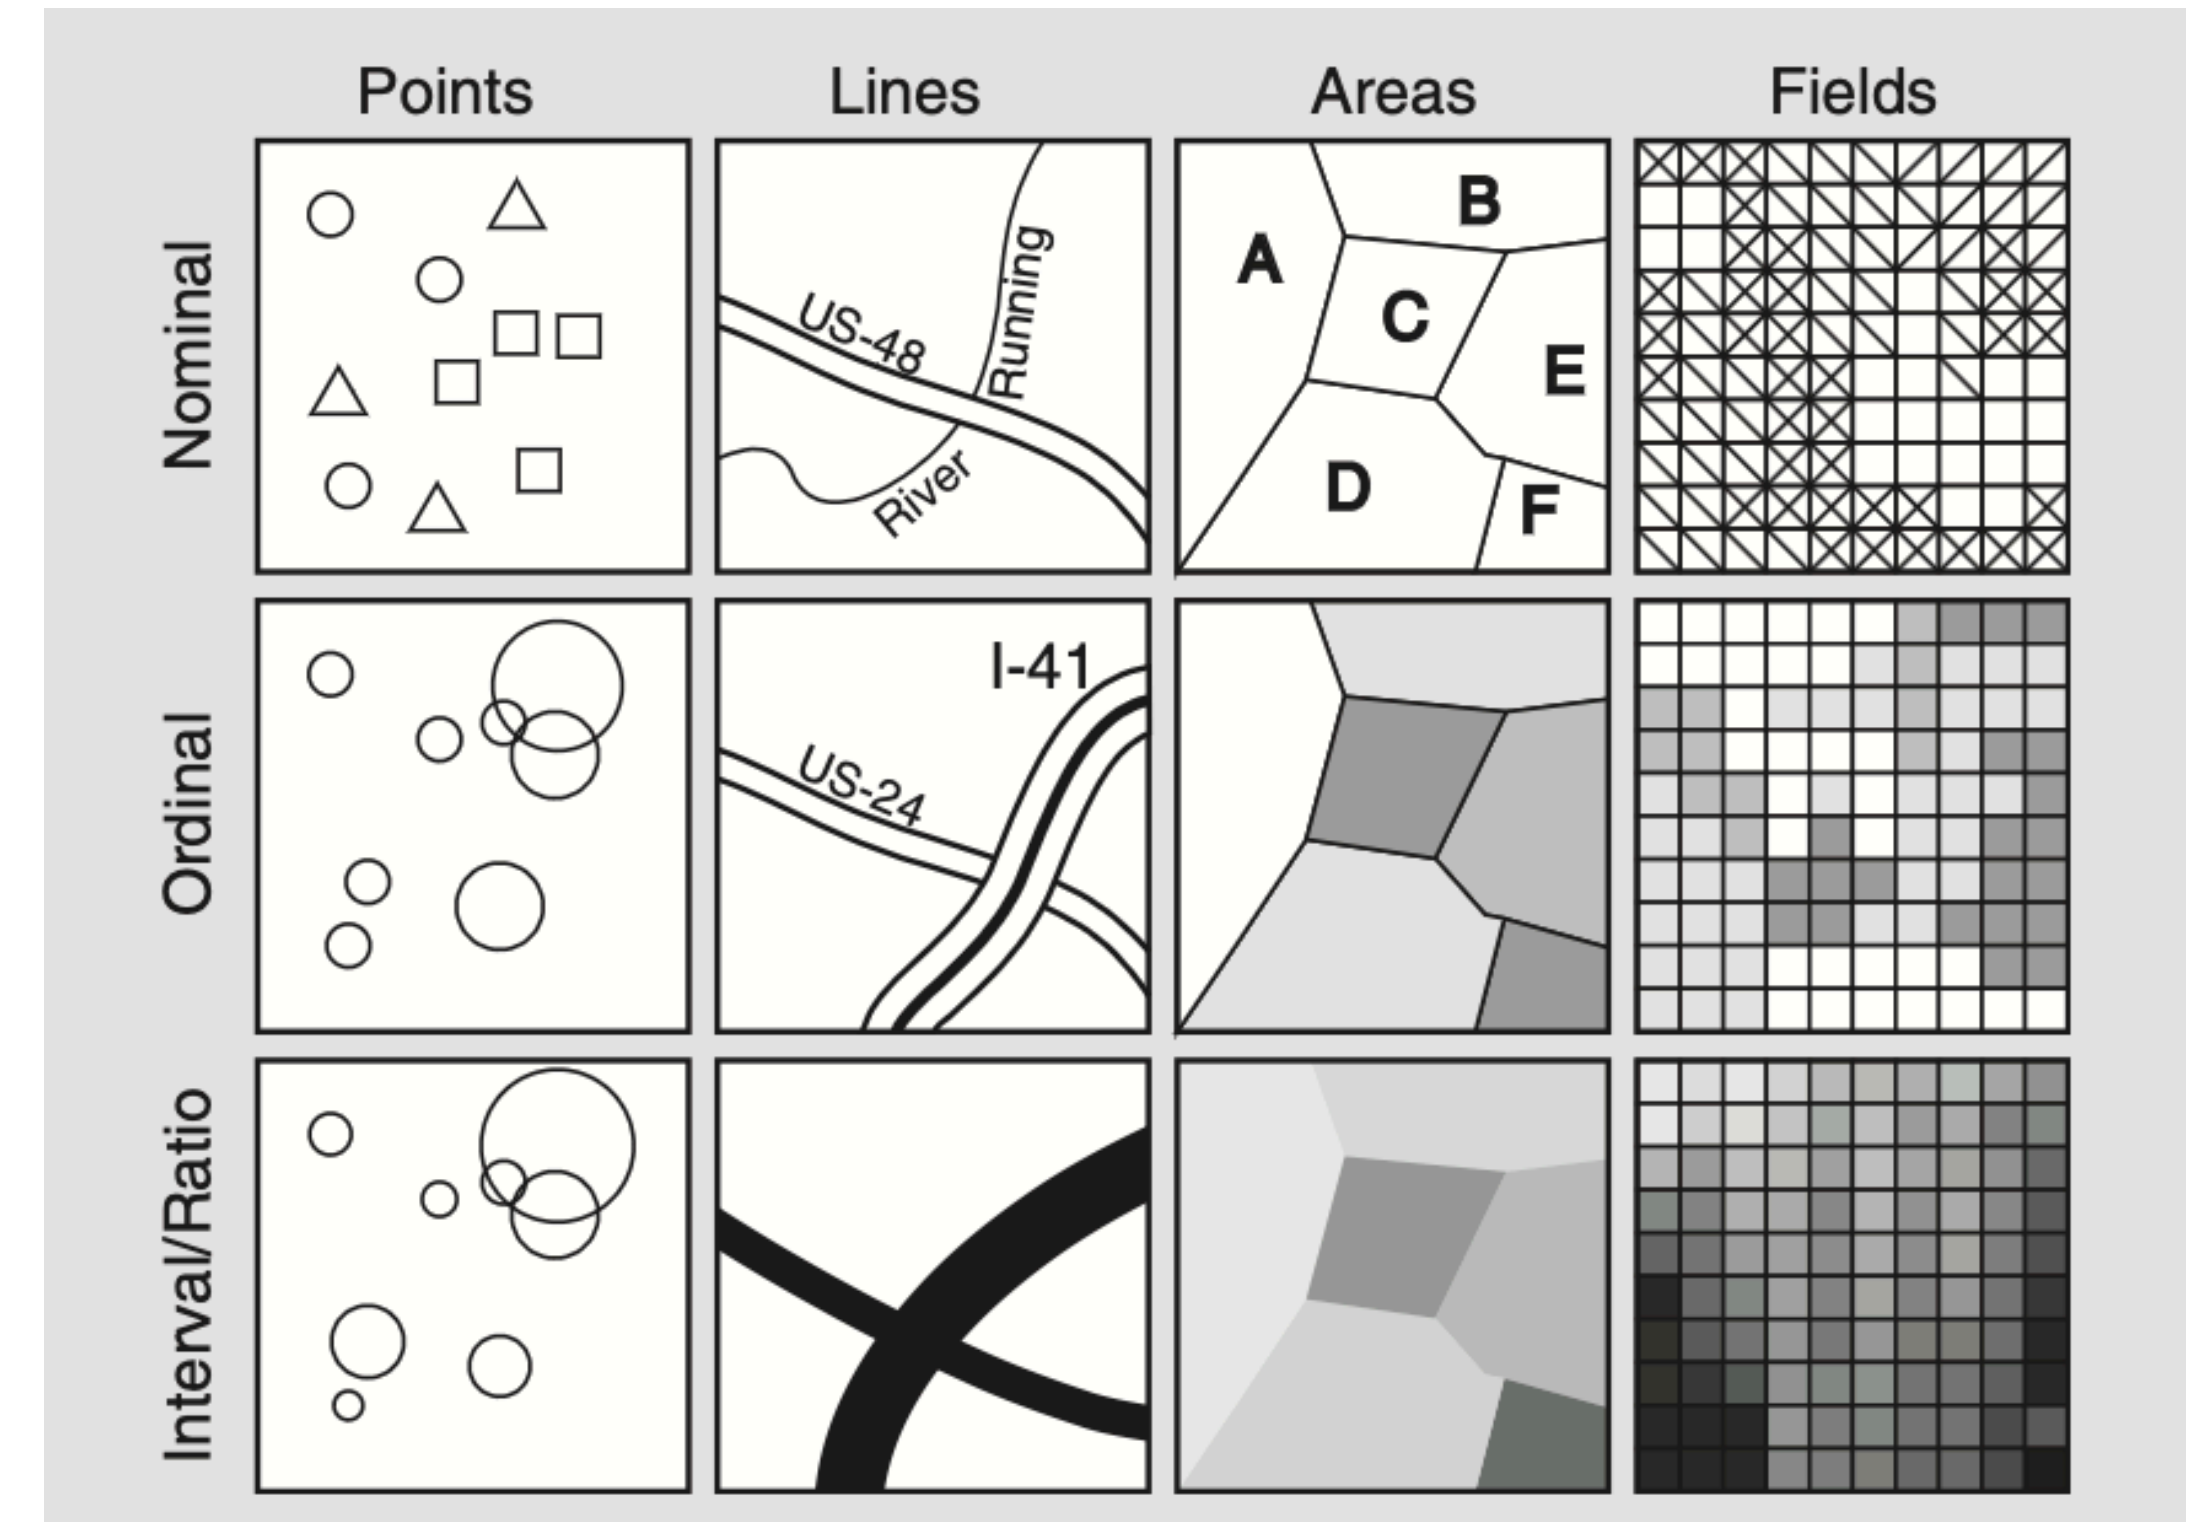 Points Lines Areas Fields
Nominal
US-48
Running
River
A
B
C
D
E
F
Ordinal
I-41
US-24
Interval/Ratio